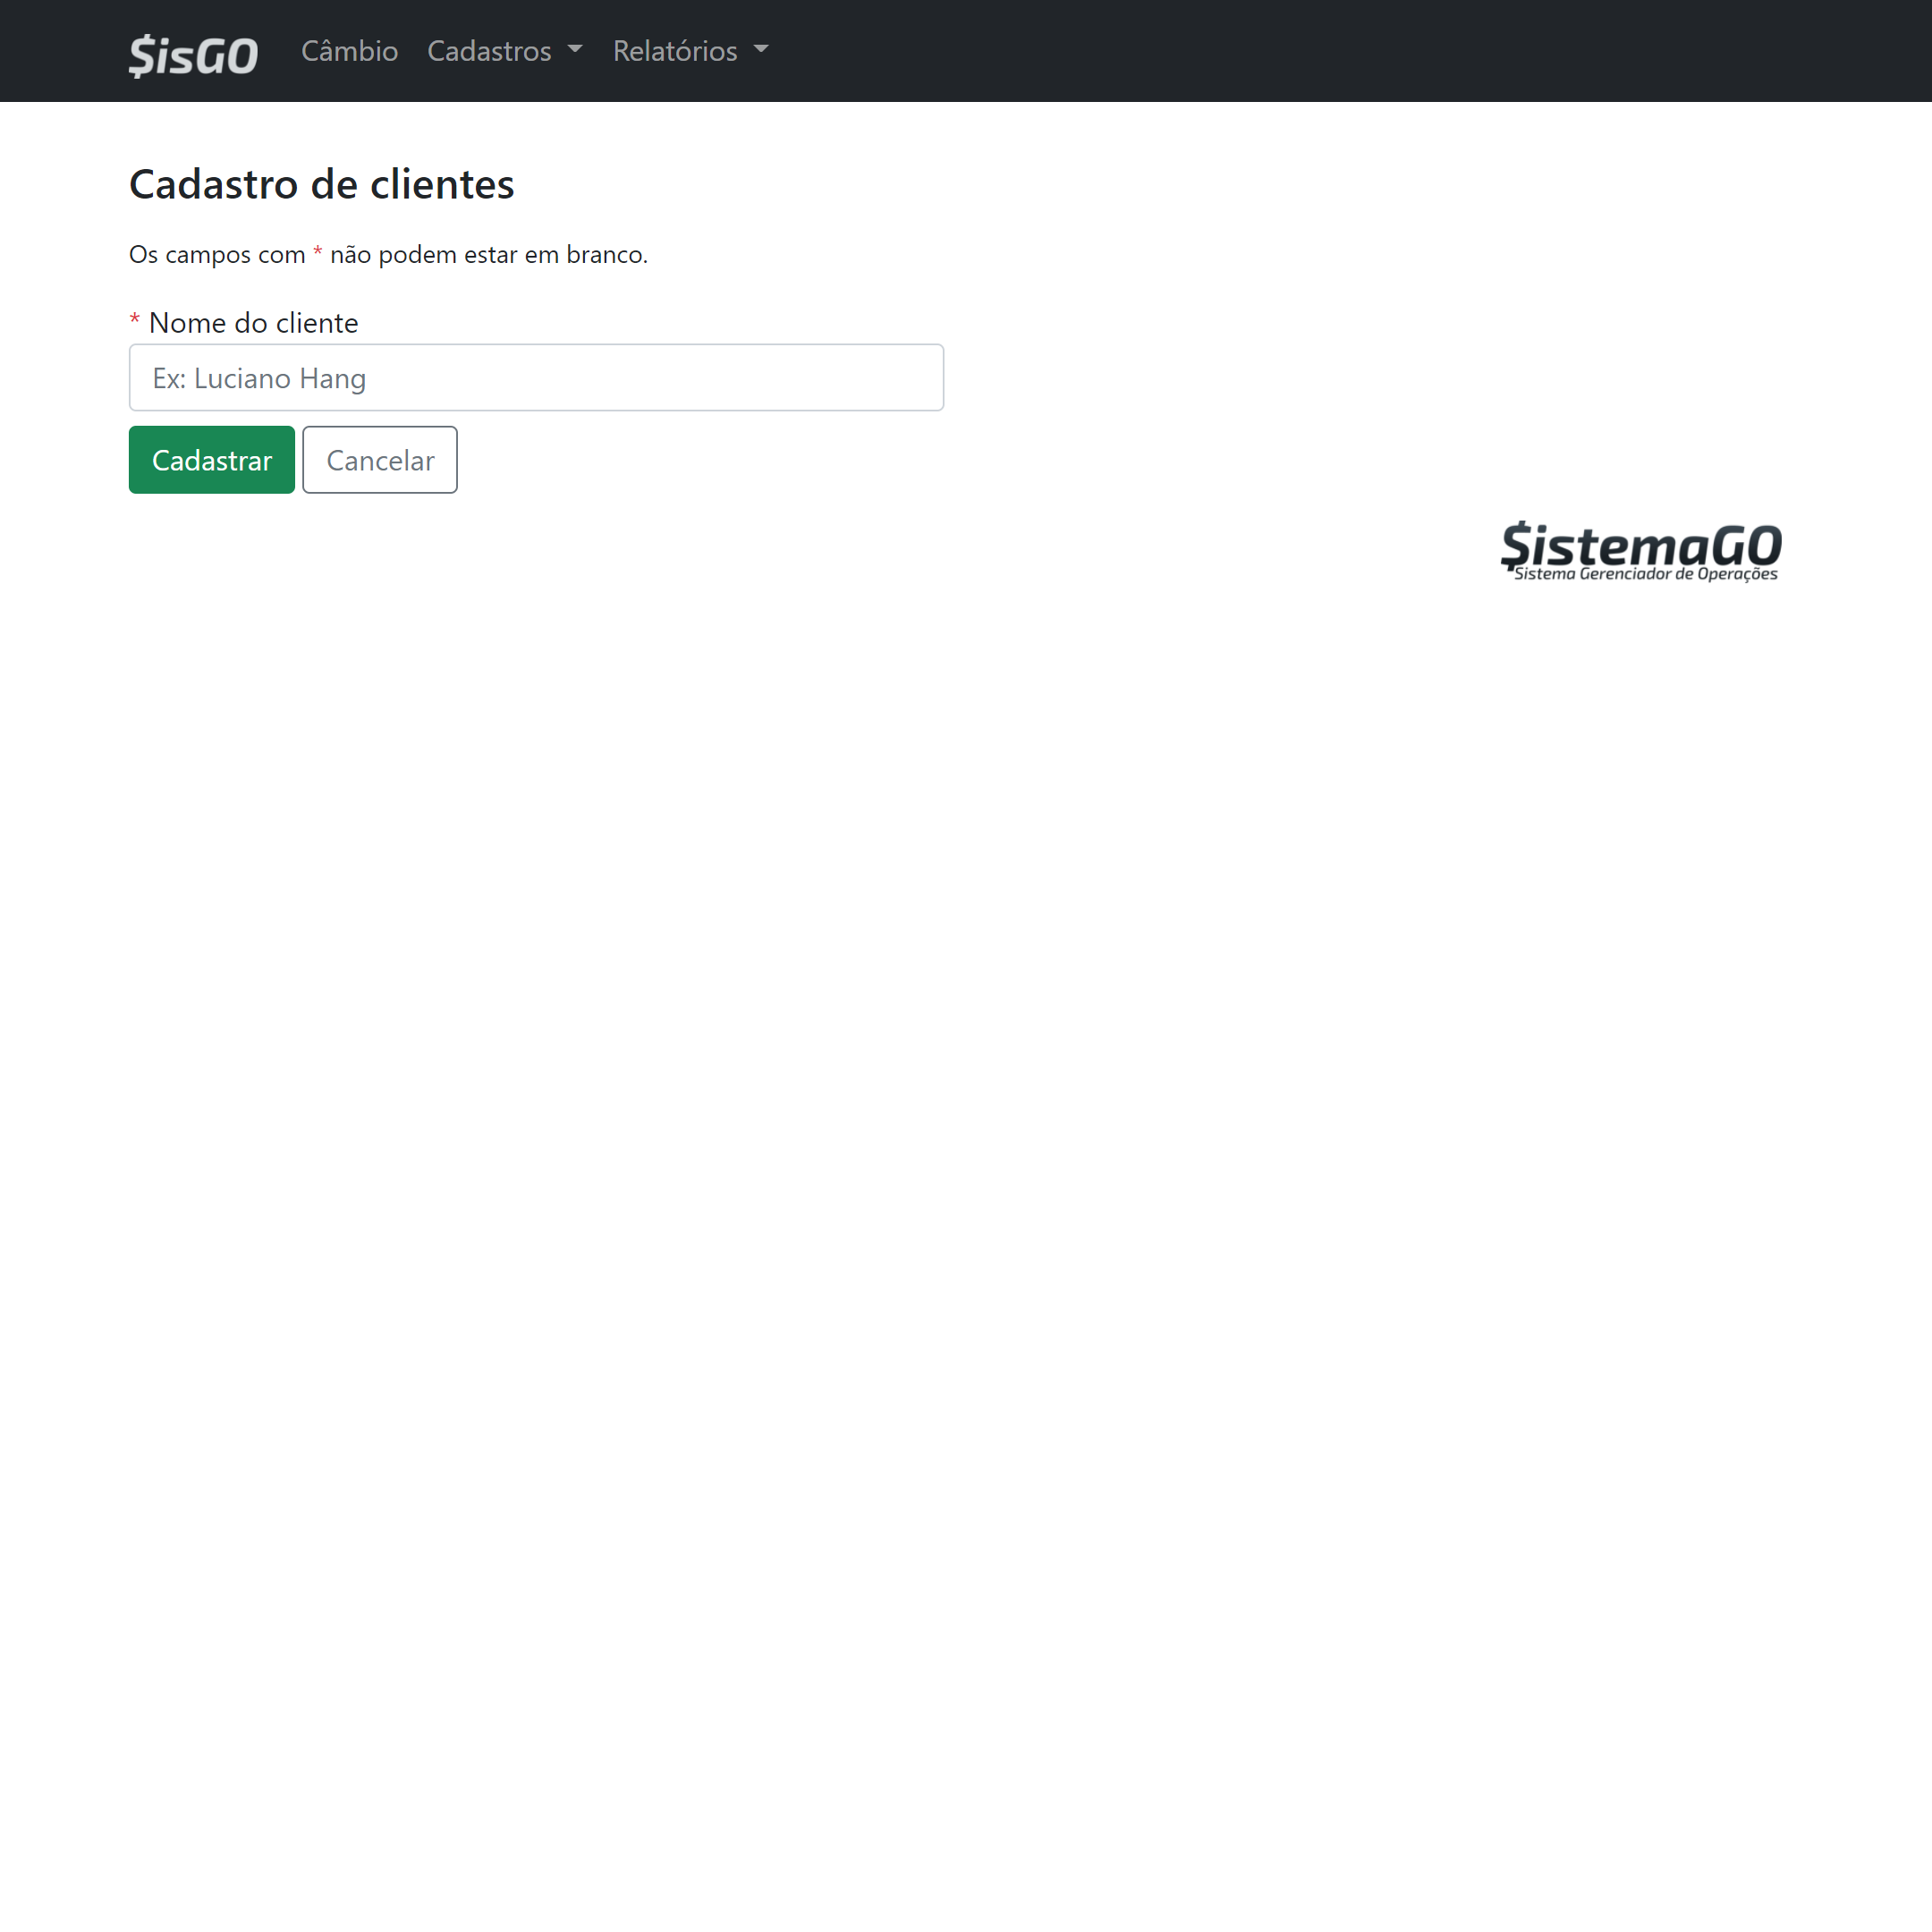 $isGO Câmbio Cadastros Relatórios
Cadastro de clientes
Os campos com * não podem estar em branco.
* Nome do cliente
Ex: Luciano Hang
Cadastrar Cancelar
$istemaGO
Sistema Gerenciador de Operações